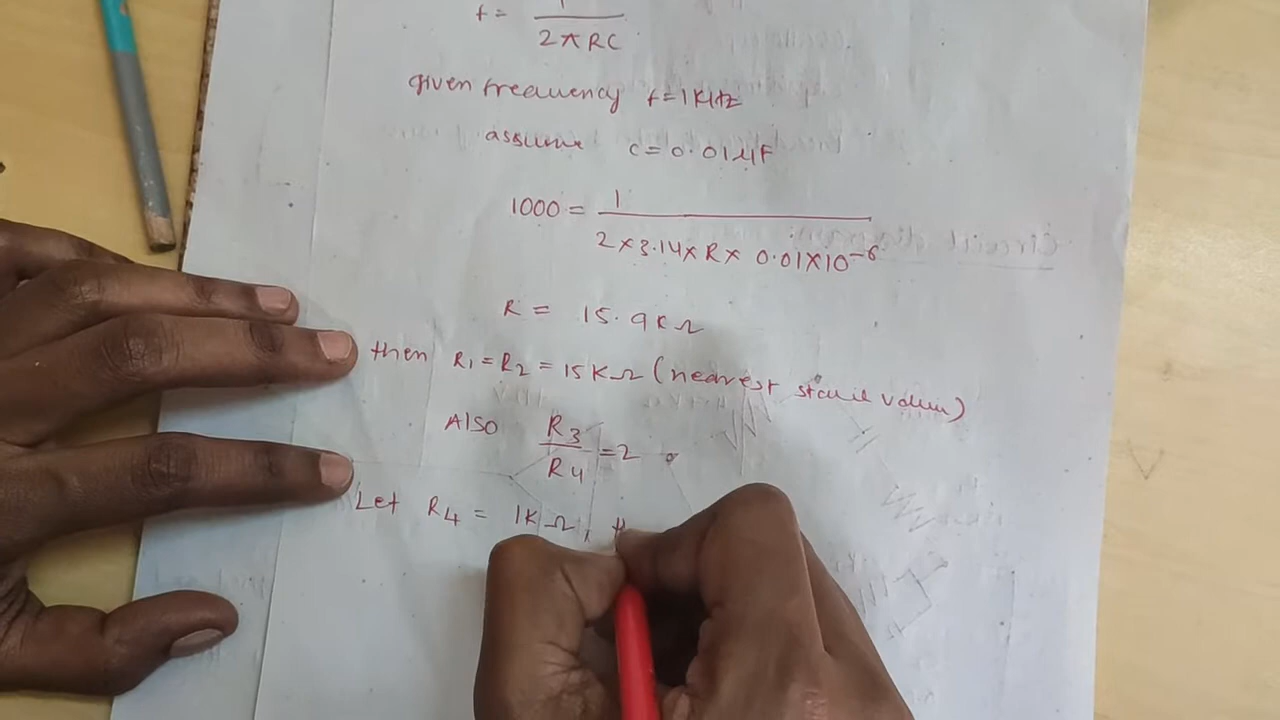 f = 1
2πRC
given frequency f=1KHz
assume c=0.01μF
1000 = 1
2×3.14×R× 0.01×10⁻⁶
R = 15.9KΩ
then R₁=R₂=15KΩ (nearest value)
Also R₃
R₄ =2
Let R₄ = 1KΩ,